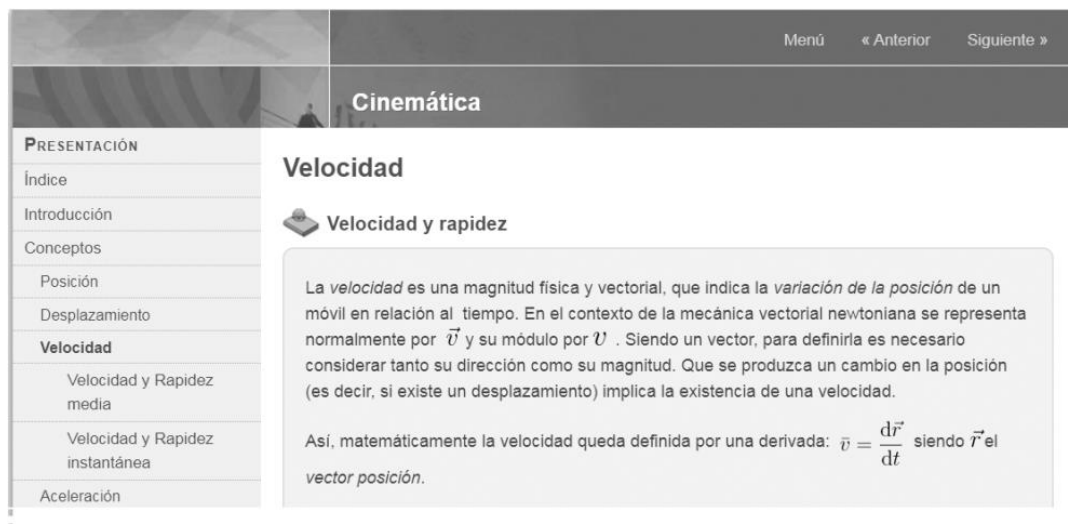 Menú « Anterior Siguiente »
Cinemática
PRESENTACIÓN
Índice
Introducción
Conceptos
Posición
Desplazamiento
Velocidad
Velocidad y Rapidez
media
Velocidad y Rapidez
instantánea
Aceleración
Velocidad
Velocidad y rapidez
La velocidad es una magnitud física y vectorial, que indica la variación de la posición de un
móvil en relación al tiempo. En el contexto de la mecánica vectorial newtoniana se representa
normalmente por \vec{v} y su módulo por v . Siendo un vector, para definirla es necesario
considerar tanto su dirección como su magnitud. Que se produzca un cambio en la posición
(es decir, si existe un desplazamiento) implica la existencia de una velocidad.
Así, matemáticamente la velocidad queda definida por una derivada: \bar{v} = \frac{d\vec{r}}{dt} siendo \vec{r} el
vector posición.